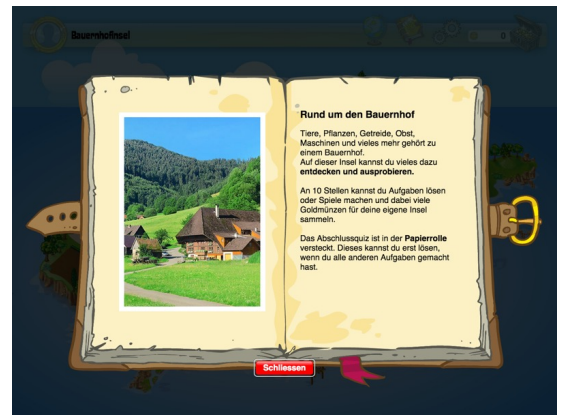 Bauernhofinsel
0
Rund um den Bauernhof
Tiere, Pflanzen, Getreide, Obst,
Maschinen und vieles mehr gehört zu
einem Bauernhof.
Auf dieser Insel kannst du vieles dazu
entdecken und ausprobieren.
An 10 Stellen kannst du Aufgaben lösen
oder Spiele machen und dabei viele
Goldmünzen für deine eigene Insel
sammeln.
Das Abschlussquiz ist in der Papierrolle
versteckt. Dieses kannst du erst lösen,
wenn du alle anderen Aufgaben gemacht
hast.
Schliessen